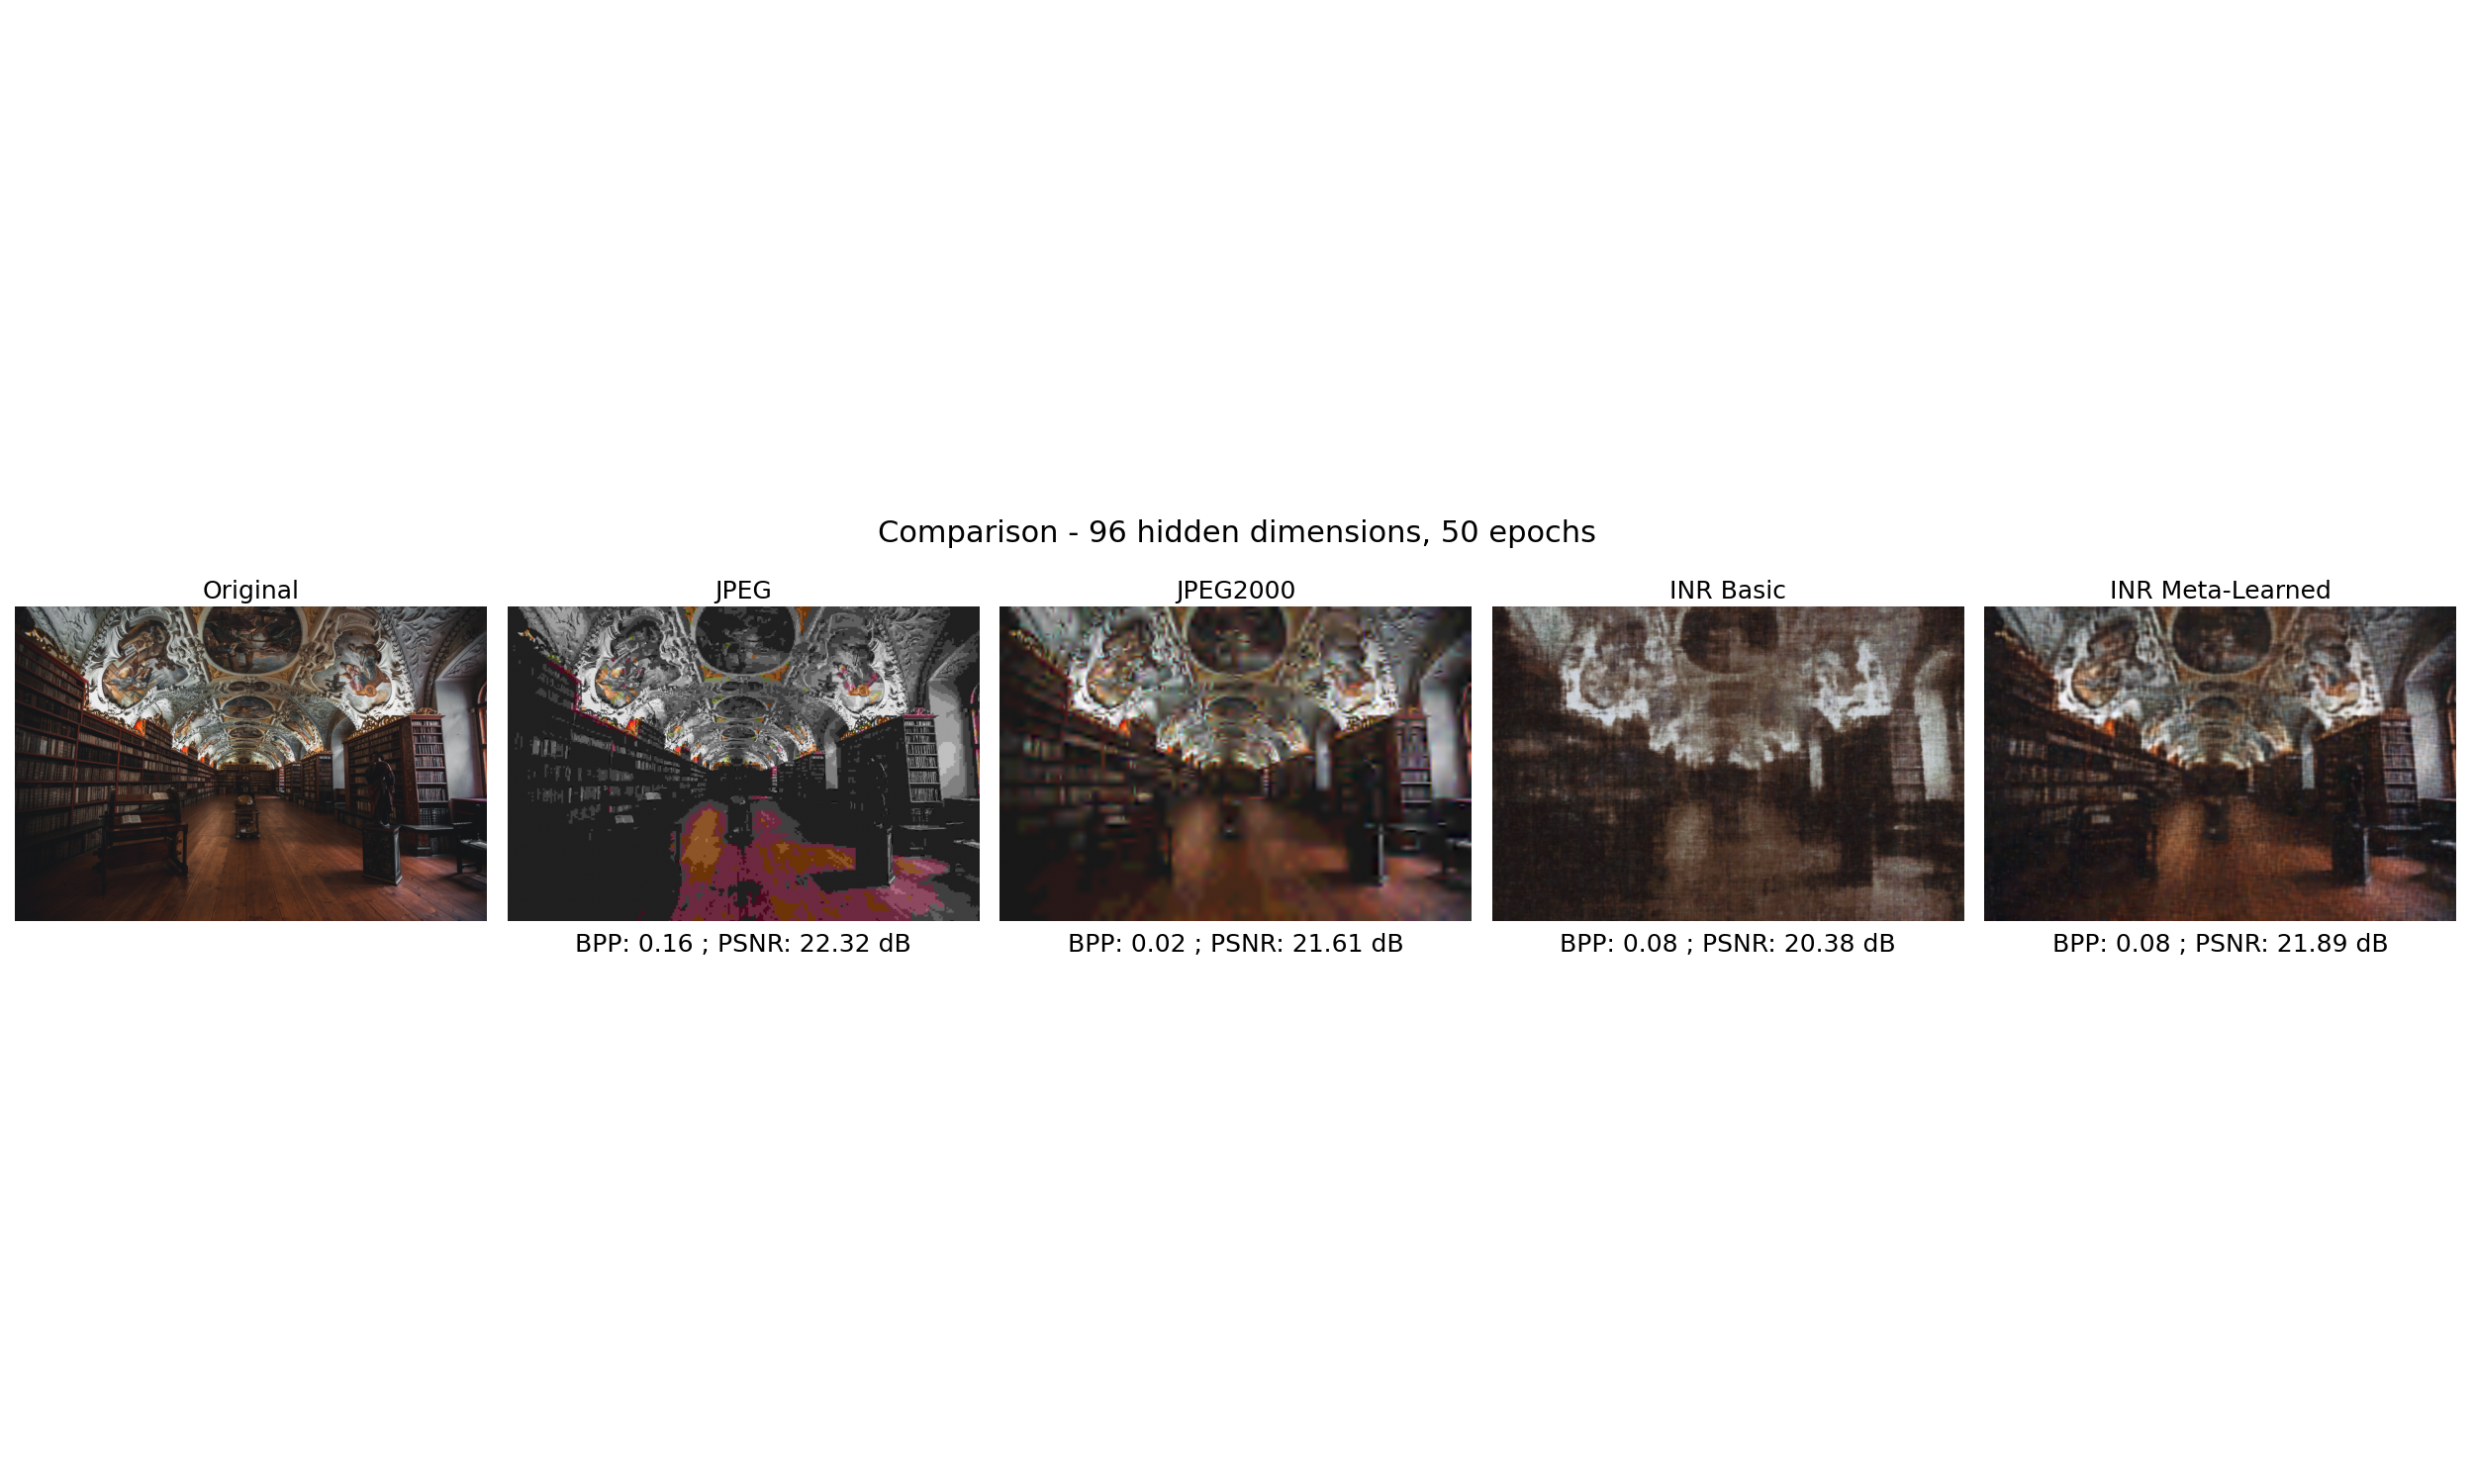 Comparison - 96 hidden dimensions, 50 epochs
Original
JPEG
JPEG2000
INR Basic
INR Meta-Learned
BPP: 0.16 ; PSNR: 22.32 dB
BPP: 0.02 ; PSNR: 21.61 dB
BPP: 0.08 ; PSNR: 20.38 dB
BPP: 0.08 ; PSNR: 21.89 dB